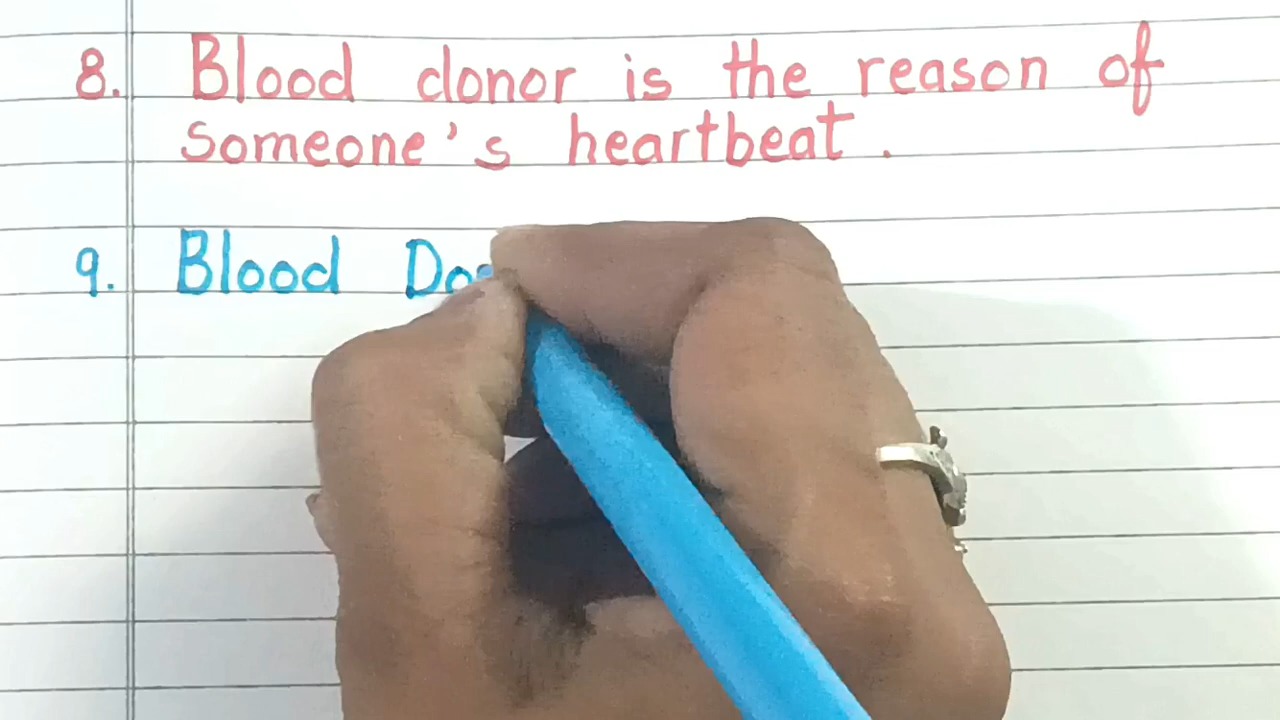 8. Blood donor is the reason of
someone's heartbeat.
9. Blood